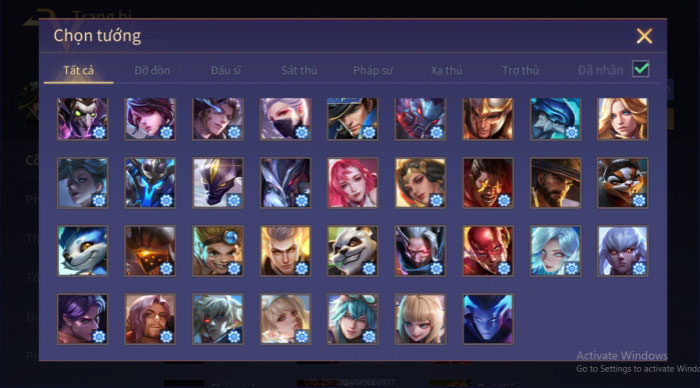 Trang bị
Chọn tướng
Tất cả
Đỡ đòn
Đấu sĩ
Sát thủ
Pháp sư
Xạ thủ
Trợ thủ
Đã nhận
Activate Windows
Go to Settings to activate Wind